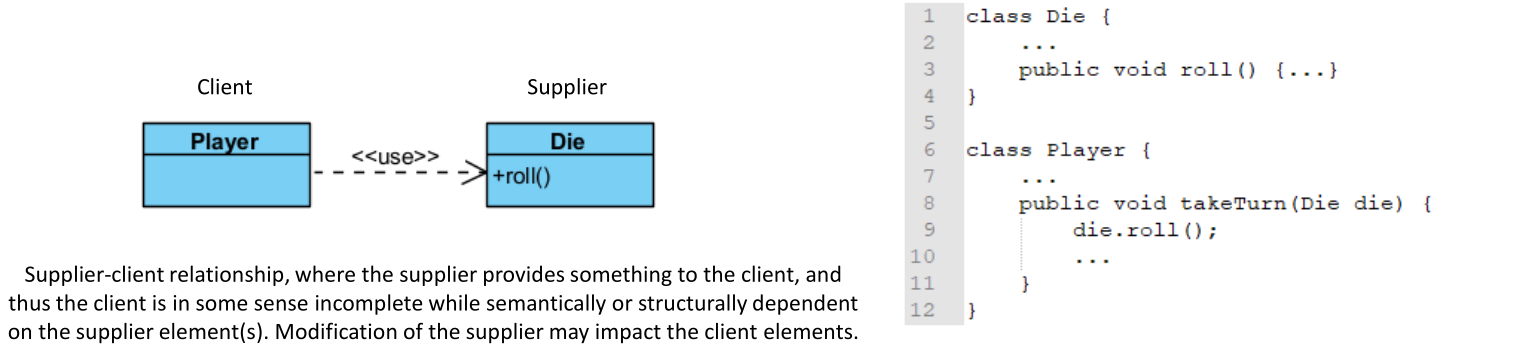 Client
Supplier
Player
<<use>>
Die
+roll()
Supplier-client relationship, where the supplier provides something to the client, and
thus the client is in some sense incomplete while semantically or structurally dependent
on the supplier element(s). Modification of the supplier may impact the client elements.
1 class Die {
2 ...
3 public void roll() {...}
4 }
5
6 class Player {
7 ...
8 public void takeTurn(Die die) {
9 die.roll();
10 ...
11 }
12 }